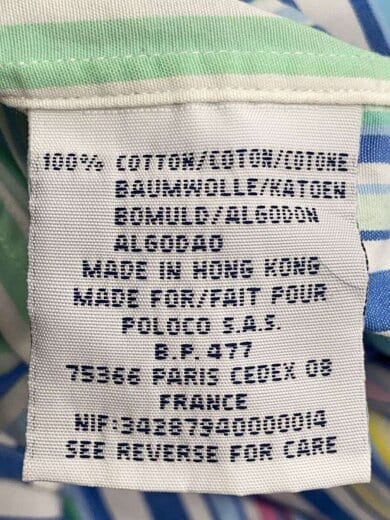 100% COTTON/COTON/COTONE
BAUMWOLLE/KATOEN
BOMULD/ALGODON
ALGODAO
MADE IN HONG KONG
MADE FOR/FAIT POUR
POLOCO S.A.S.
B.P. 477
75366 PARIS CEDEX 08
FRANCE
NIF:34287940000014
SEE REVERSE FOR CARE